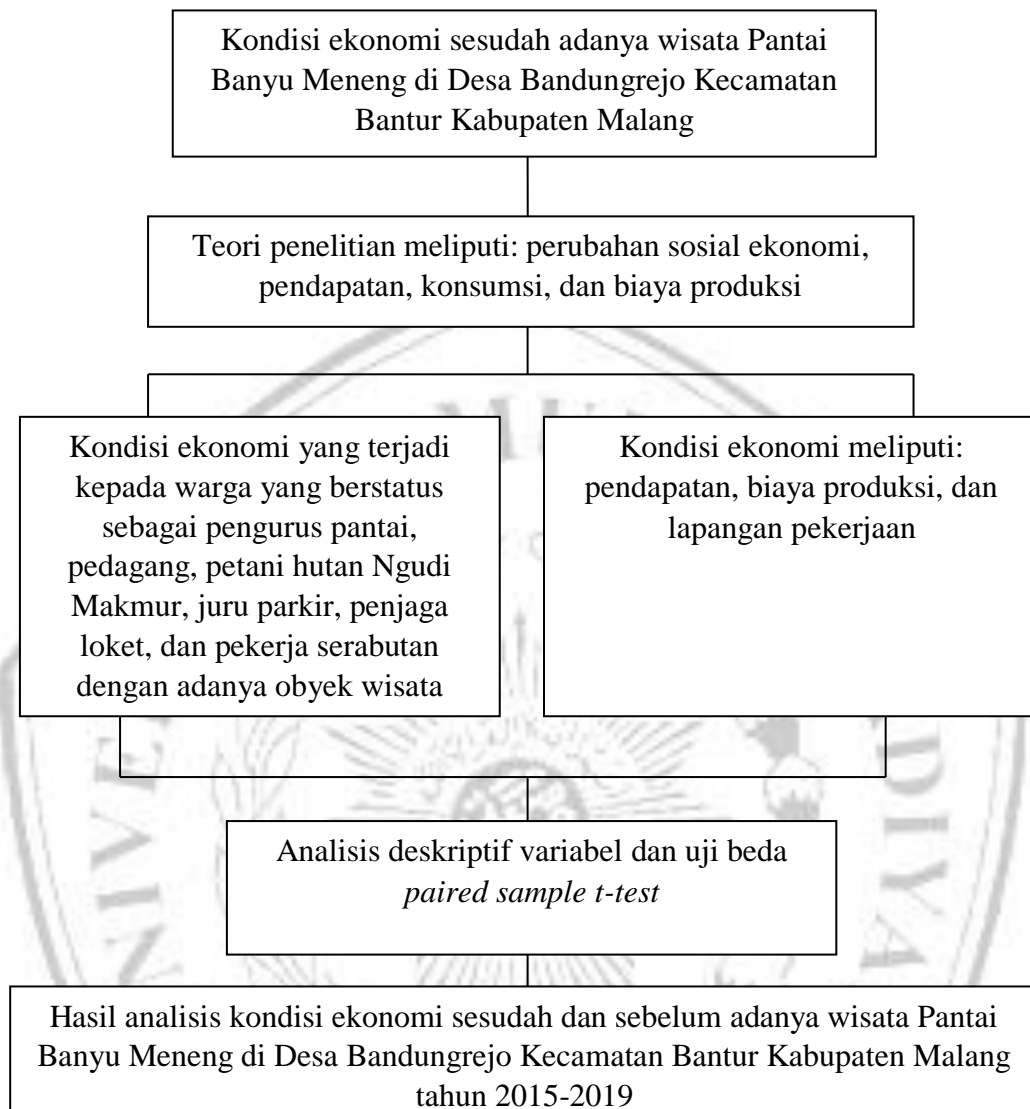 Kondisi ekonomi sesudah adanya wisata Pantai
Banyu Meneng di Desa Bandungrejo Kecamatan
Bantur Kabupaten Malang
Teori penelitian meliputi: perubahan sosial ekonomi,
pendapatan, konsumsi, dan biaya produksi
Kondisi ekonomi yang terjadi
kepada warga yang berstatus
sebagai pengurus pantai,
pedagang, petani hutan Ngudi
Makmur, juru parkir, penjaga
loket, dan pekerja serabutan
dengan adanya obyek wisata
Kondisi ekonomi meliputi:
pendapatan, biaya produksi, dan
lapangan pekerjaan
Analisis deskriptif variabel dan uji beda
paired sample t-test
Hasil analisis kondisi ekonomi sesudah dan sebelum adanya wisata Pantai
Banyu Meneng di Desa Bandungrejo Kecamatan Bantur Kabupaten Malang
tahun 2015-2019